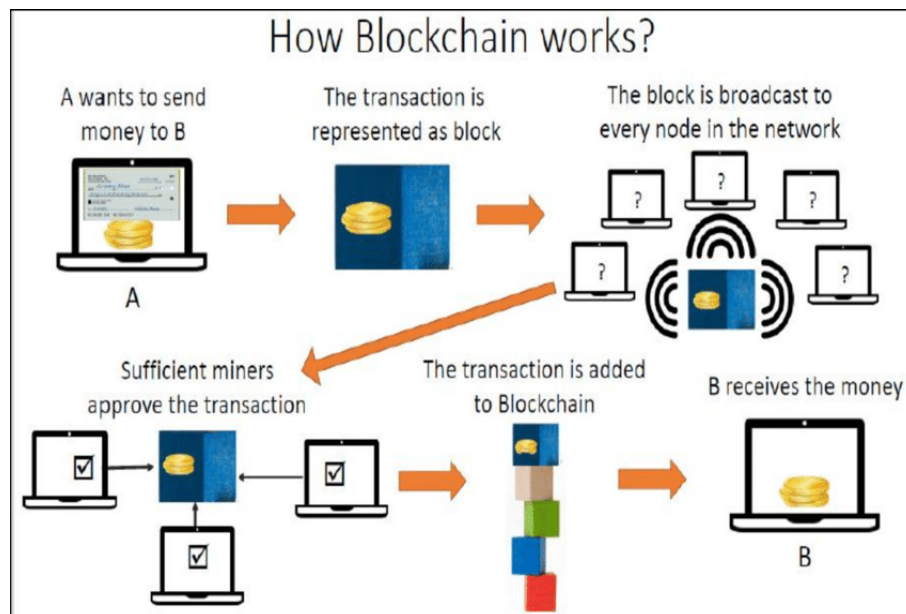 How Blockchain works?
A wants to send
money to B
The transaction is
represented as block
The block is broadcast to
every node in the network
?
?
?
?
?
A
Sufficient miners
approve the transaction
The transaction is added
to Blockchain
B receives the money
B